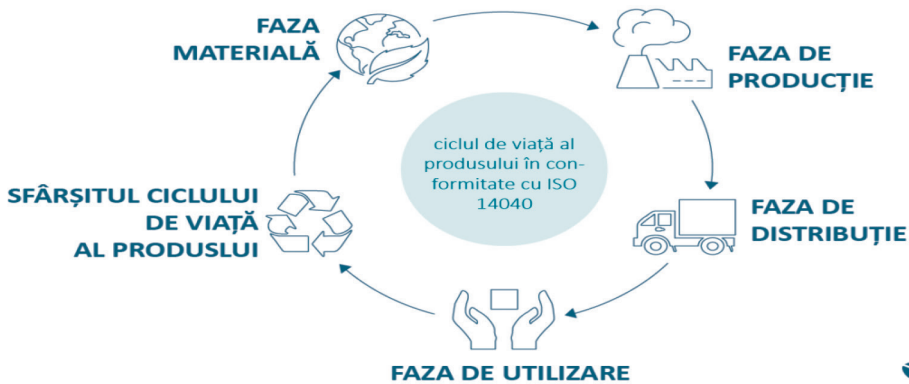 FAZA
MATERIALĂ
FAZA DE
PRODUCȚIE
ciclul de viață al
produsului în con-
formitate cu ISO
14040
FAZA DE
DISTRIBUȚIE
SFÂRȘITUL CICLULUI
DE VIAȚĂ
AL PRODUSLUI
FAZA DE UTILIZARE